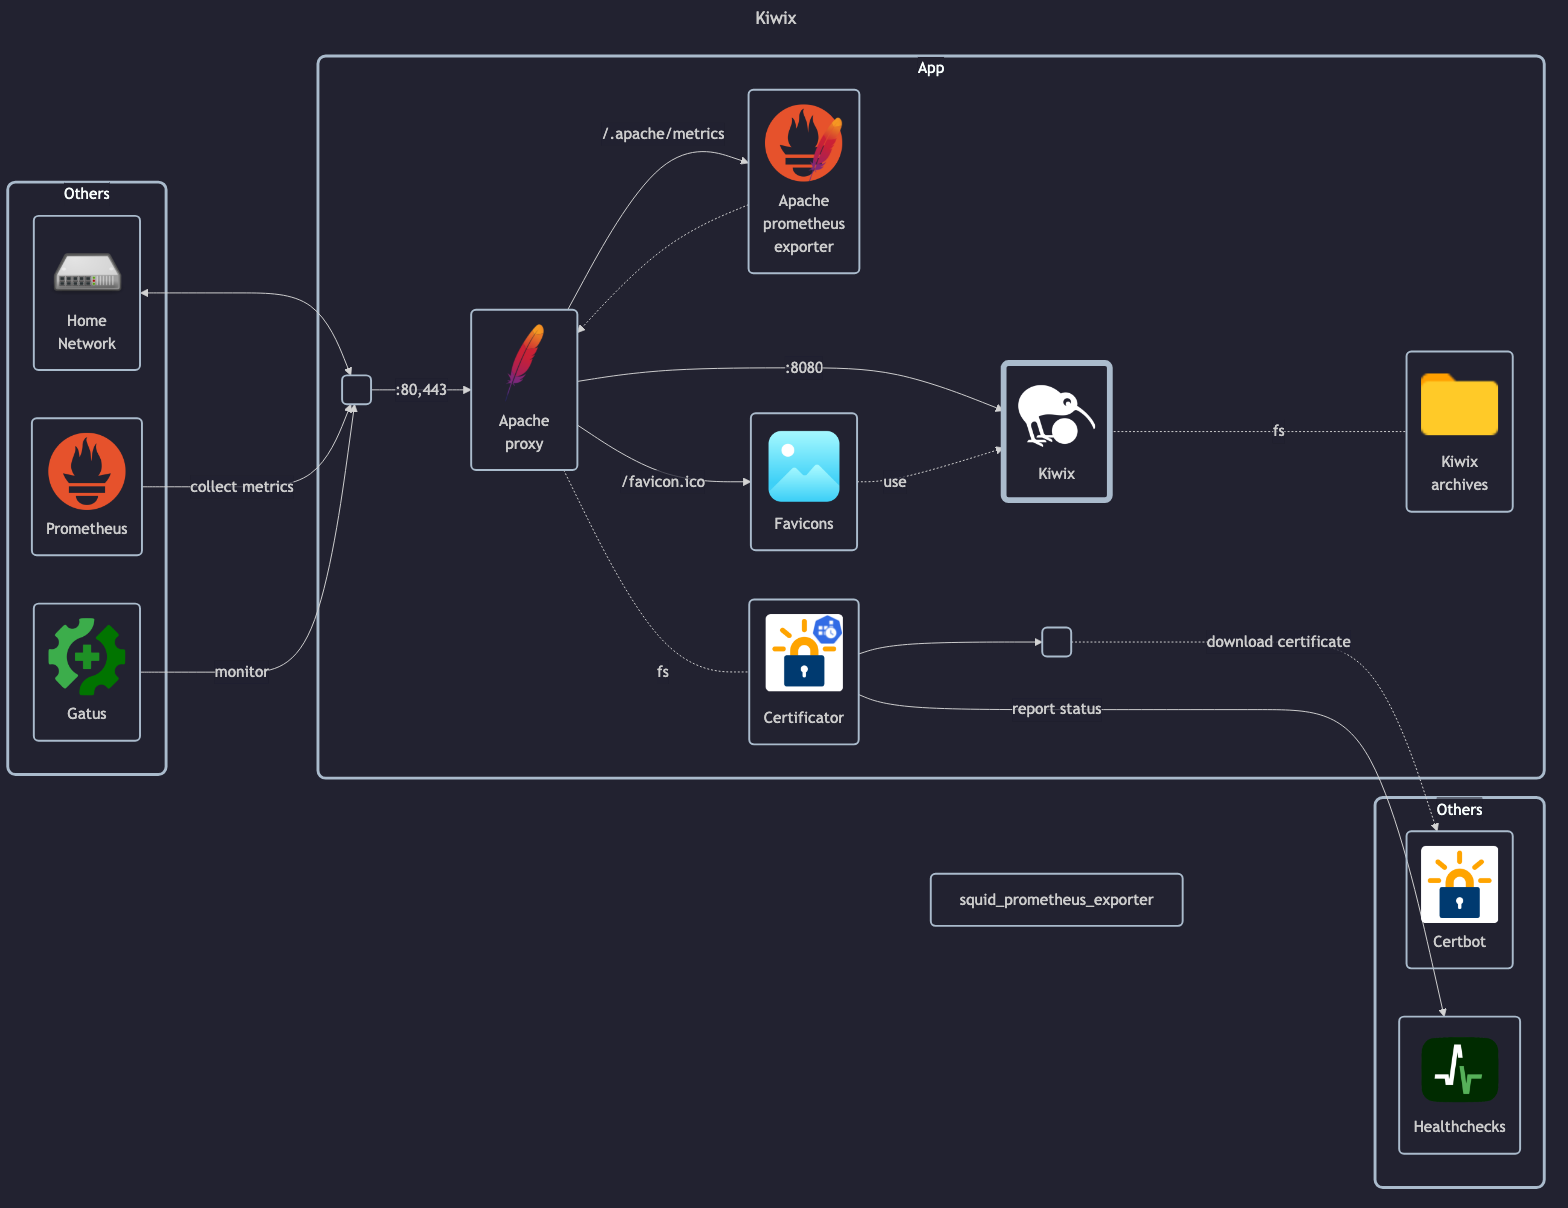 Kiwix
App
/.apache/metrics
Apache
prometheus
exporter
Others
Home
Network
:80,443
Apache
proxy
:8080
Kiwix
fs
Kiwix
archives
Prometheus
collect metrics
/favicon.ico
Favicons
use
Gatus
monitor
fs
Certificator
download certificate
report status
Others
Certbot
squid_prometheus_exporter
Healthchecks